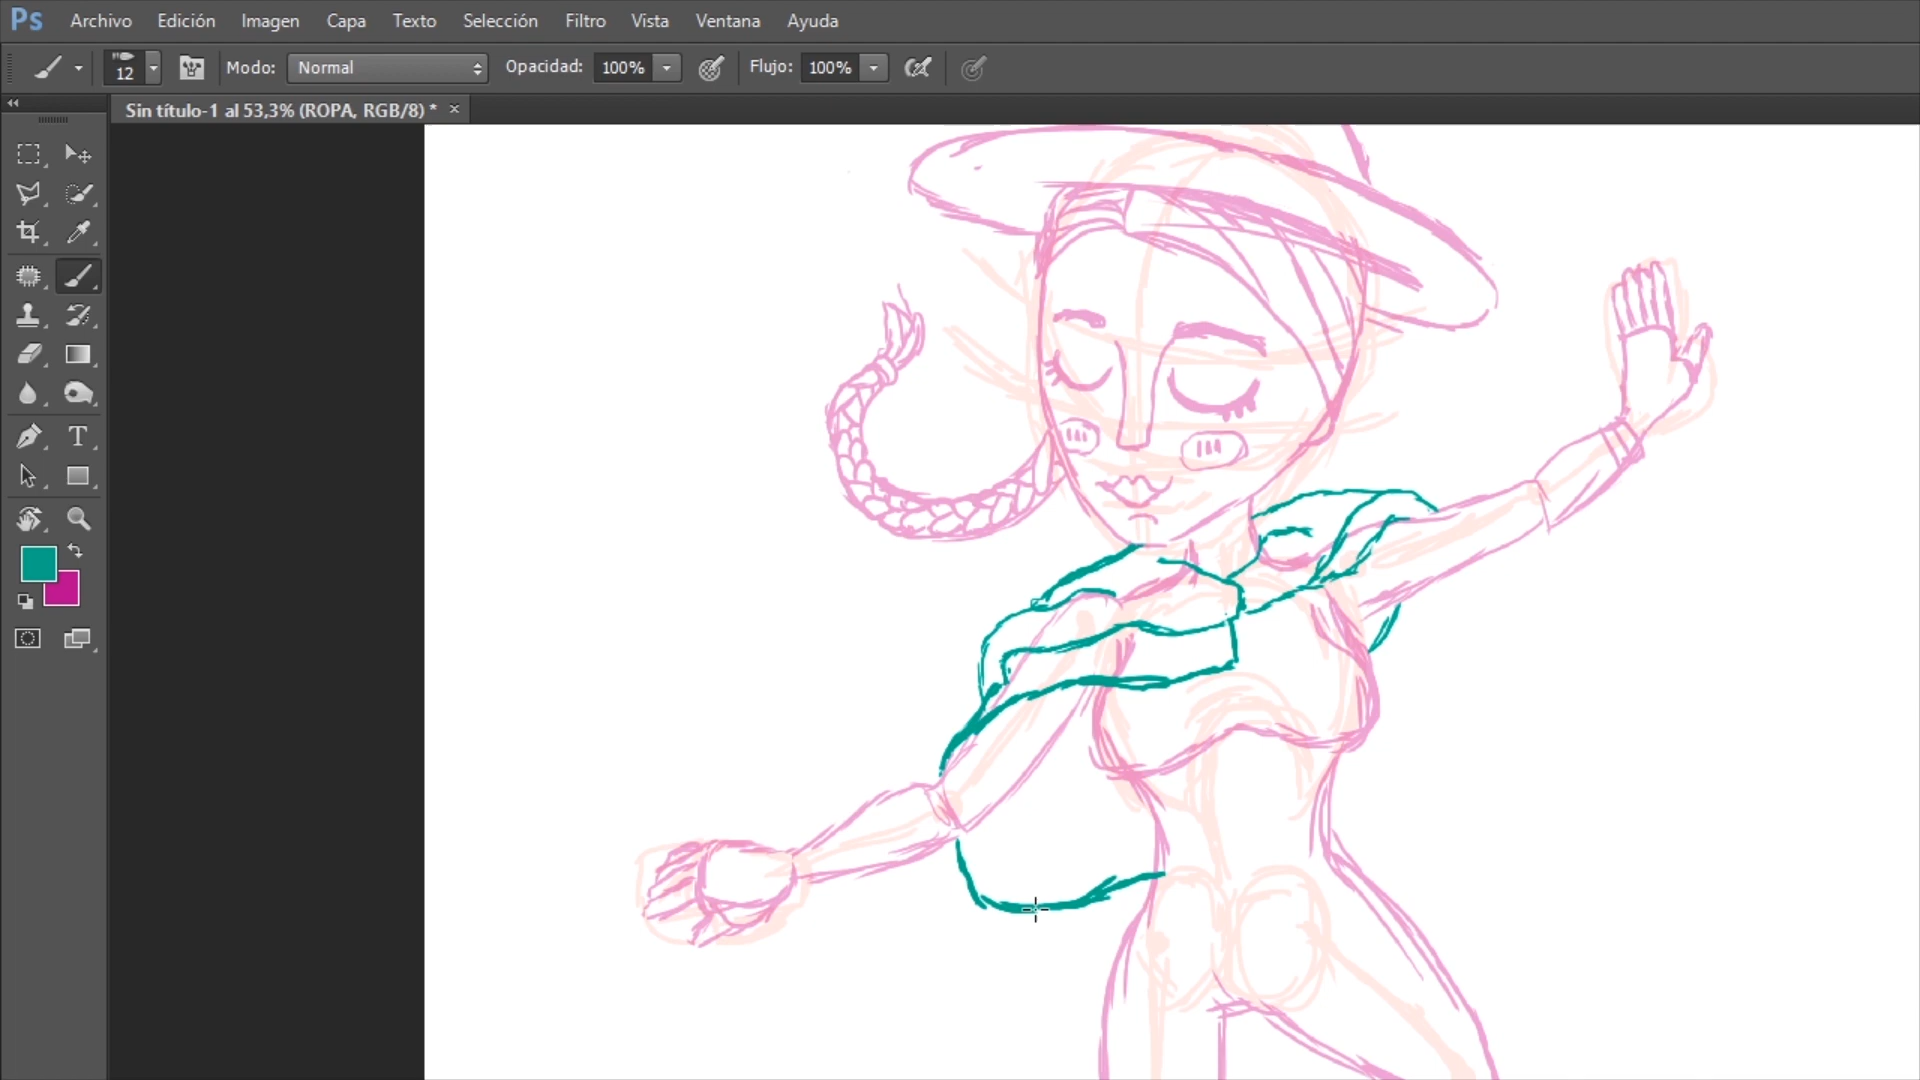 Ps Archivo Edición Imagen Capa Texto Selección Filtro Vista Ventana Ayuda
12 Modo: Normal Opacidad: 100% Flujo: 100%
Sin título-1 al 53,3% (ROPA, RGB/8) * ×
T